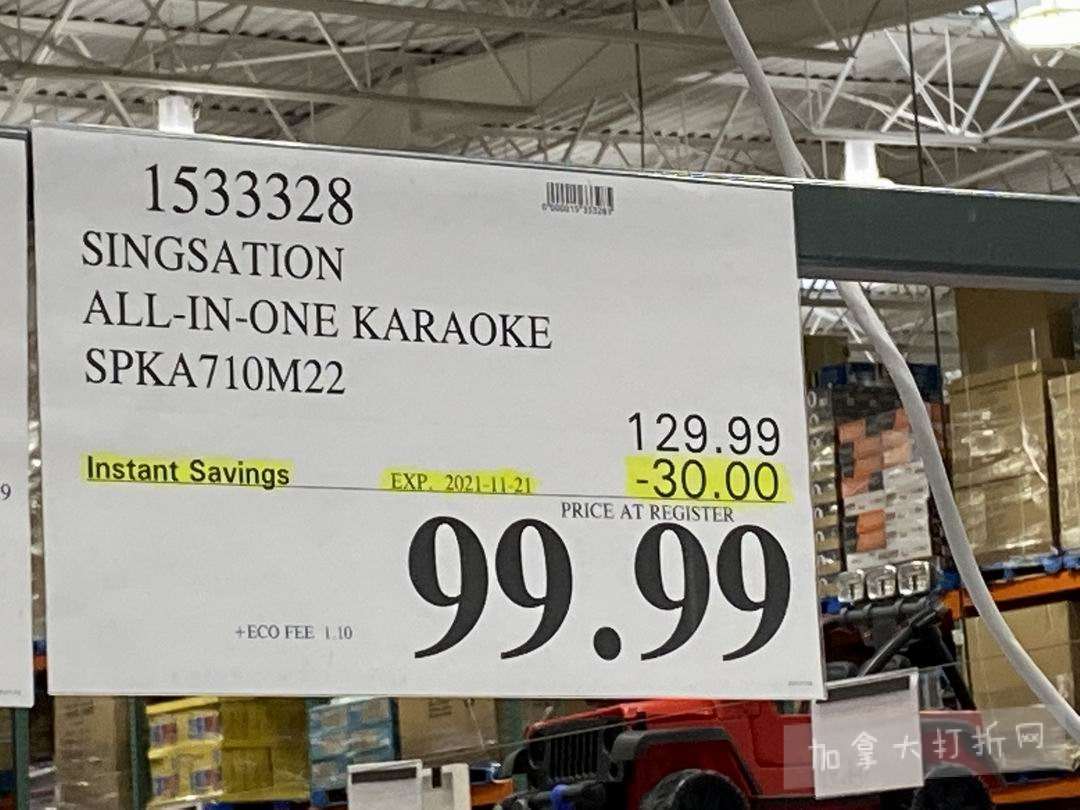 1533328
SINGSATION
ALL-IN-ONE KARAOKE
SPKA710M22
129.99
Instant Savings EXP. 2021-11-21 -30.00
PRICE AT REGISTER
99.99
+ECO FEE 1.10
9
加拿大打折网